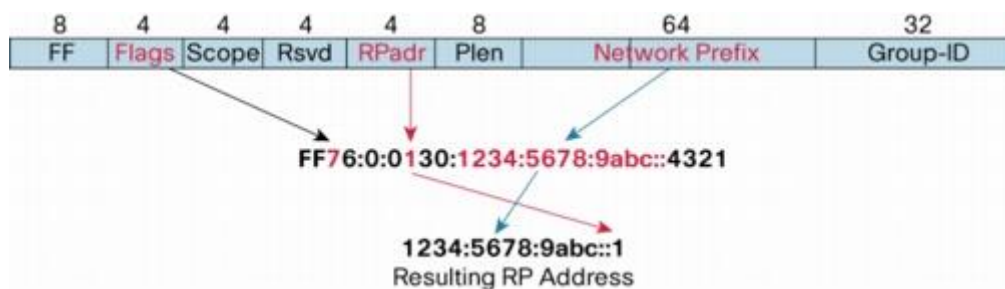 8 4 4 4 4 8 64 32
FF Flags Scope Rsvd RPadr Plen Network Prefix Group-ID
FF76:0:0130:1234:5678:9abc::4321
1234:5678:9abc::1
Resulting RP Address